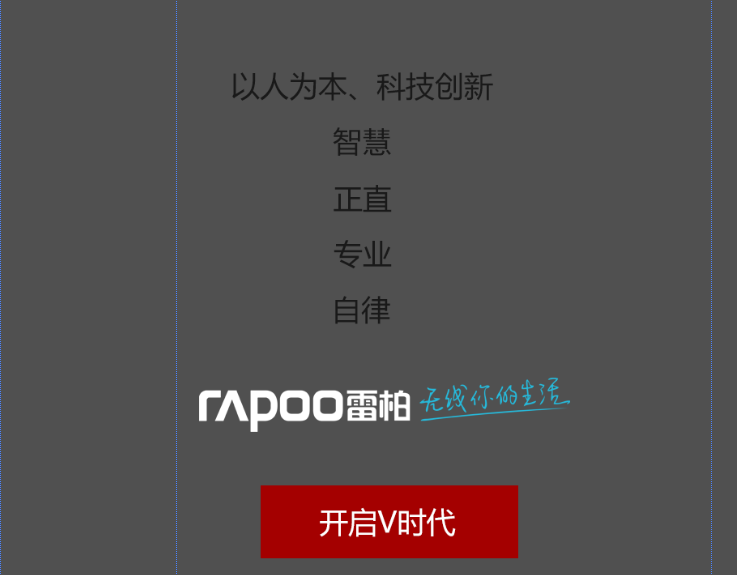 以人为本、科技创新
智慧
正直
专业
自律
rapoo雷柏 无线你的生活
开启V时代